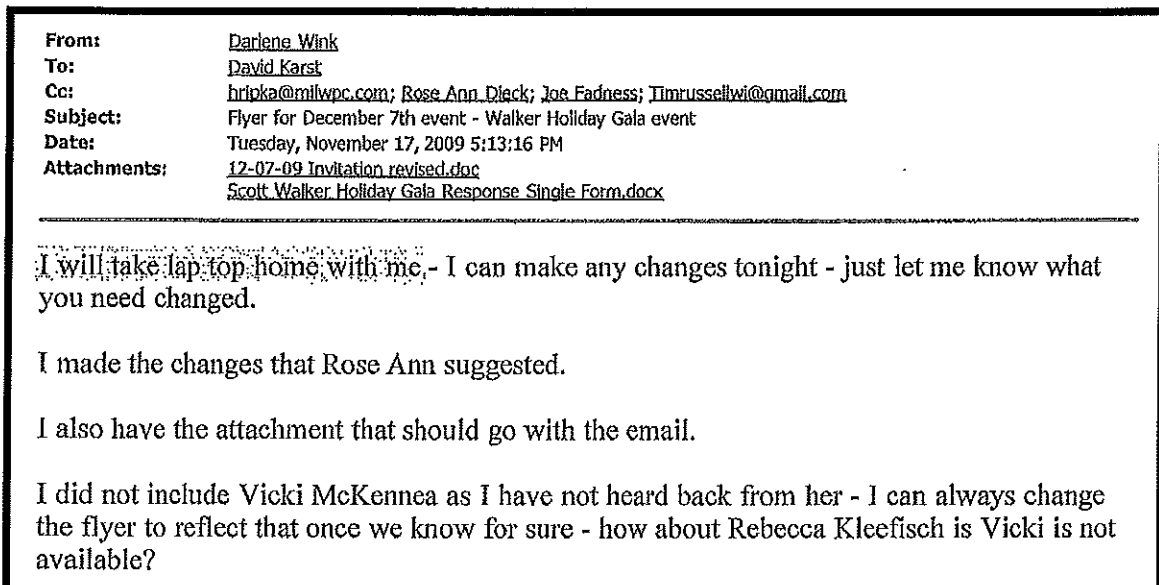 From: Darlene Wink
To: David Karst
Cc: hripka@milwpc.com; Rose Ann Dieck; Joe Fadness; Timrussellwi@gmail.com
Subject: Flyer for December 7th event - Walker Holiday Gala event
Date: Tuesday, November 17, 2009 5:13:16 PM
Attachments: 12-07-09 Invitation revised.doc
Scott Walker Holiday Gala Response Single Form.docx
I will take lap top home with me - I can make any changes tonight - just let me know what
you need changed.
I made the changes that Rose Ann suggested.
I also have the attachment that should go with the email.
I did not include Vicki McKennea as I have not heard back from her - I can always change
the flyer to reflect that once we know for sure - how about Rebecca Kleefisch is Vicki is not
available?